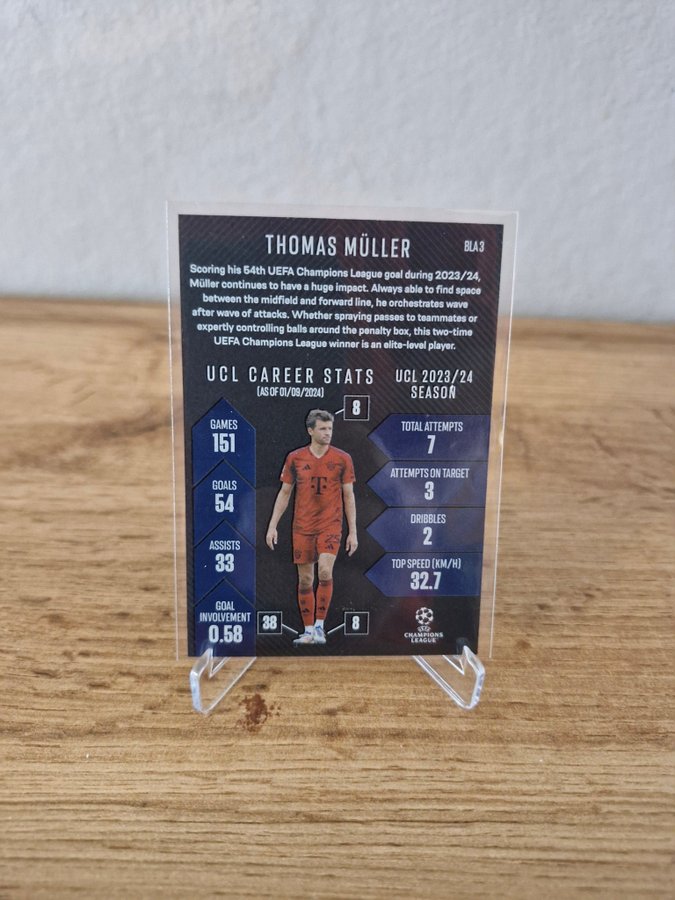 THOMAS MÜLLER
BLA 3
Scoring his 54th UEFA Champions League goal during 2023/24,
Müller continues to have a huge impact. Always able to find space
between the midfield and forward line, he orchestrates wave
after wave of attacks. Whether spraying passes to teammates or
expertly controlling balls around the penalty box, this two-time
UEFA Champions League winner is an elite-level player.
UCL CAREER STATS
(AS OF 01/09/2024)
GAMES
151
GOALS
54
ASSISTS
33
GOAL
INVOLVEMENT
0.58
8
T
25
38
8
UCL 2023/24
SEASON
TOTAL ATTEMPTS
7
ATTEMPTS ON TARGET
3
DRIBBLES
2
TOP SPEED (KM/H)
32.7
CHAMPIONS
LEAGUE